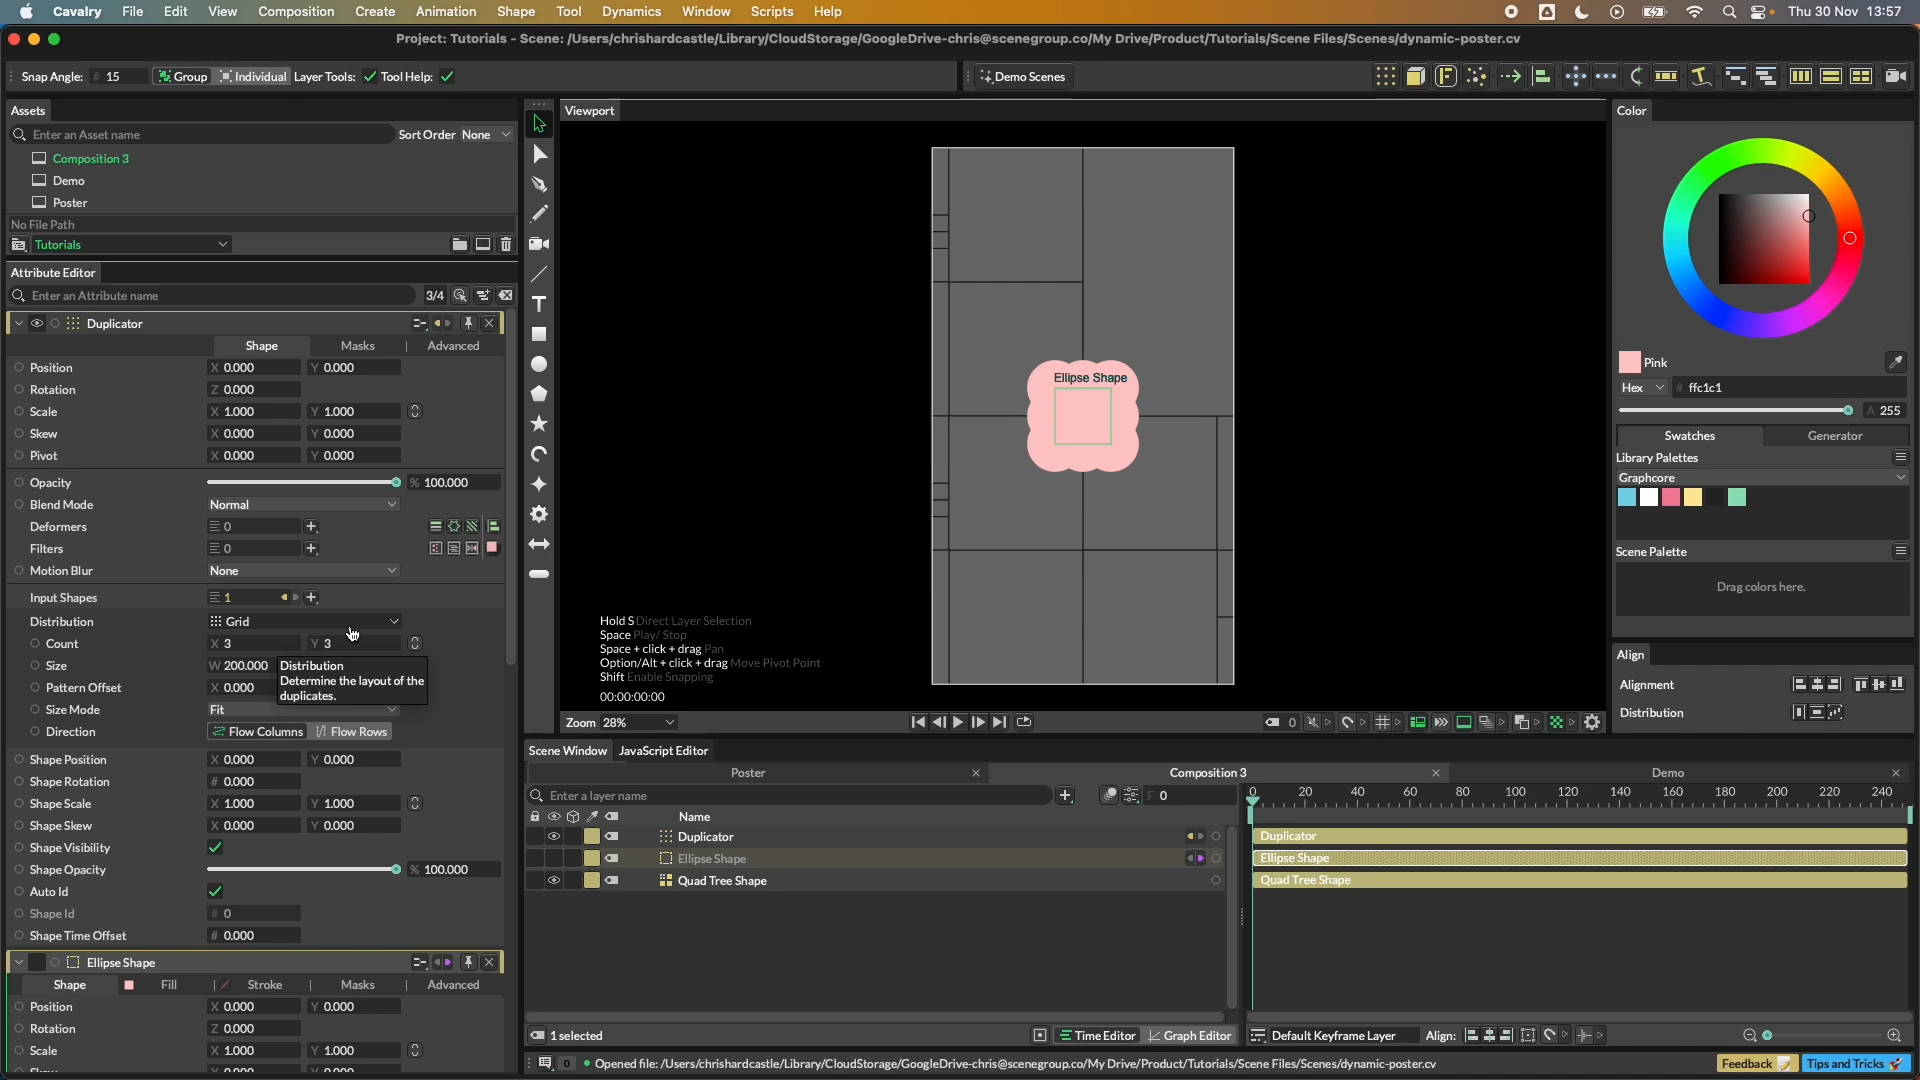 Cavalry File Edit View Composition Create Animation Shape Tool Dynamics Window Scripts Help Thu 30 Nov 13:57
Project: Tutorials - Scene: /Users/chrishardcastle/Library/CloudStorage/GoogleDrive-chris@scenegroup.co/My Drive/Product/Tutorials/Scene Files/Scenes/dynamic-poster.cv
Snap Angle: # 15 Group Individual Layer Tools: Tool Help: Demo Scenes
Assets
Enter an Asset name Sort Order None
Composition 3
Demo
Poster
No File Path
Tutorials
Attribute Editor
Enter an Attribute name 3/4
Duplicator
Shape Masks Advanced
Position X 0.000 Y 0.000
Rotation Z 0.000
Scale X 1.000 Y 1.000
Skew X 0.000 Y 0.000
Pivot X 0.000 Y 0.000
Opacity % 100.000
Blend Mode Normal
Deformers 0
Filters 0
Motion Blur None
Input Shapes 1
Distribution Grid
Count X 3 Y 3
Size W 200.000
Pattern Offset X 0.000
Size Mode Fit
Direction Flow Columns Flow Rows
Distribution
Determine the layout of the
duplicates.
Shape Position X 0.000 Y 0.000
Shape Rotation # 0.000
Shape Scale X 1.000 Y 1.000
Shape Skew X 0.000 Y 0.000
Shape Visibility
Shape Opacity % 100.000
Auto Id
Shape Id # 0
Shape Time Offset # 0.000
Ellipse Shape
Shape Fill Stroke Masks Advanced
Position X 0.000 Y 0.000
Rotation Z 0.000
Scale X 1.000 Y 1.000
Viewport
Ellipse Shape
Hold S Direct Layer Selection
Space Play/ Stop
Space + click + drag Pan
Option/Alt + click + drag Move Pivot Point
Shift Enable Snapping
00:00:00:00
Zoom 28% 0
Scene Window JavaScript Editor
Poster Composition 3 Demo
Enter a layer name F 0
0 20 40 60 80 100 120 140 160 180 200 220 240
Name
Duplicator
Ellipse Shape
Quad Tree Shape
Duplicator
Ellipse Shape
Quad Tree Shape
1 selected Time Editor Graph Editor Default Keyframe Layer Align:
0 Opened file: /Users/chrishardcastle/Library/CloudStorage/GoogleDrive-chris@scenegroup.co/My Drive/Product/Tutorials/Scene Files/Scenes/dynamic-poster.cv
Feedback Tips and Tricks
Color
Pink
Hex # ffc1c1
A 255
Swatches Generator
Library Palettes
Graphcore
Scene Palette
Drag colors here.
Align
Alignment
Distribution